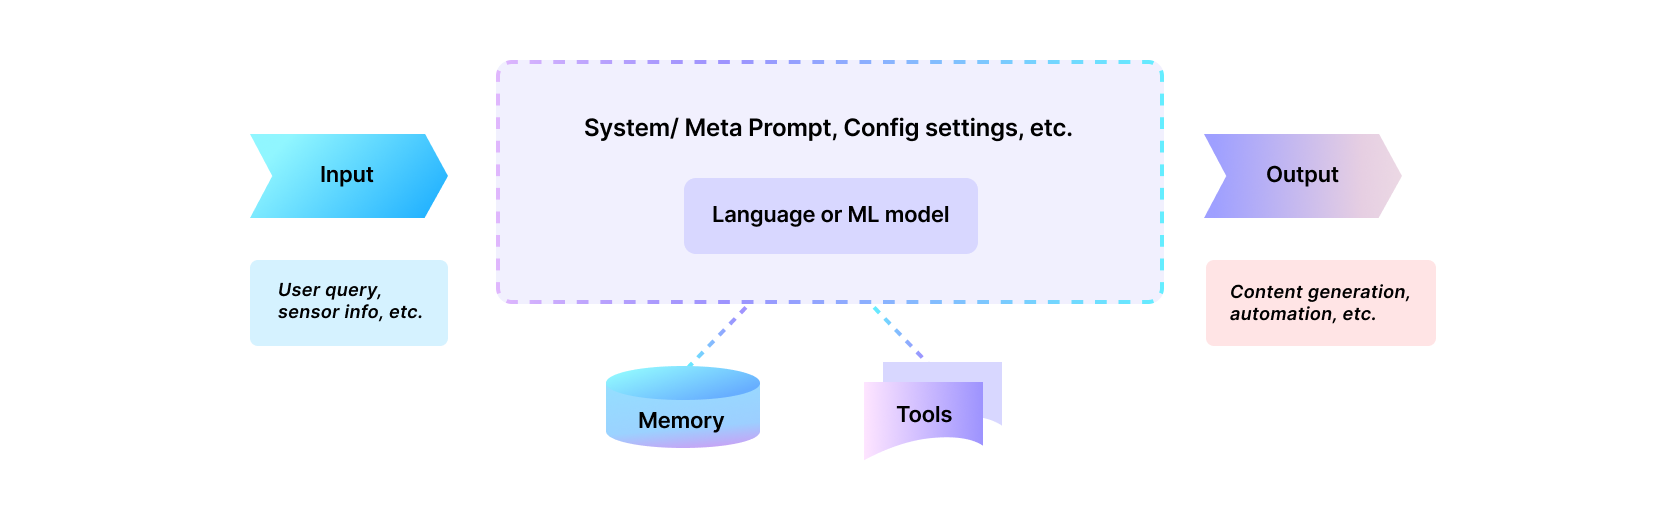 System/ Meta Prompt, Config settings, etc.
Input
Language or ML model
Output
User query,
sensor info, etc.
Content generation,
automation, etc.
Memory
Tools